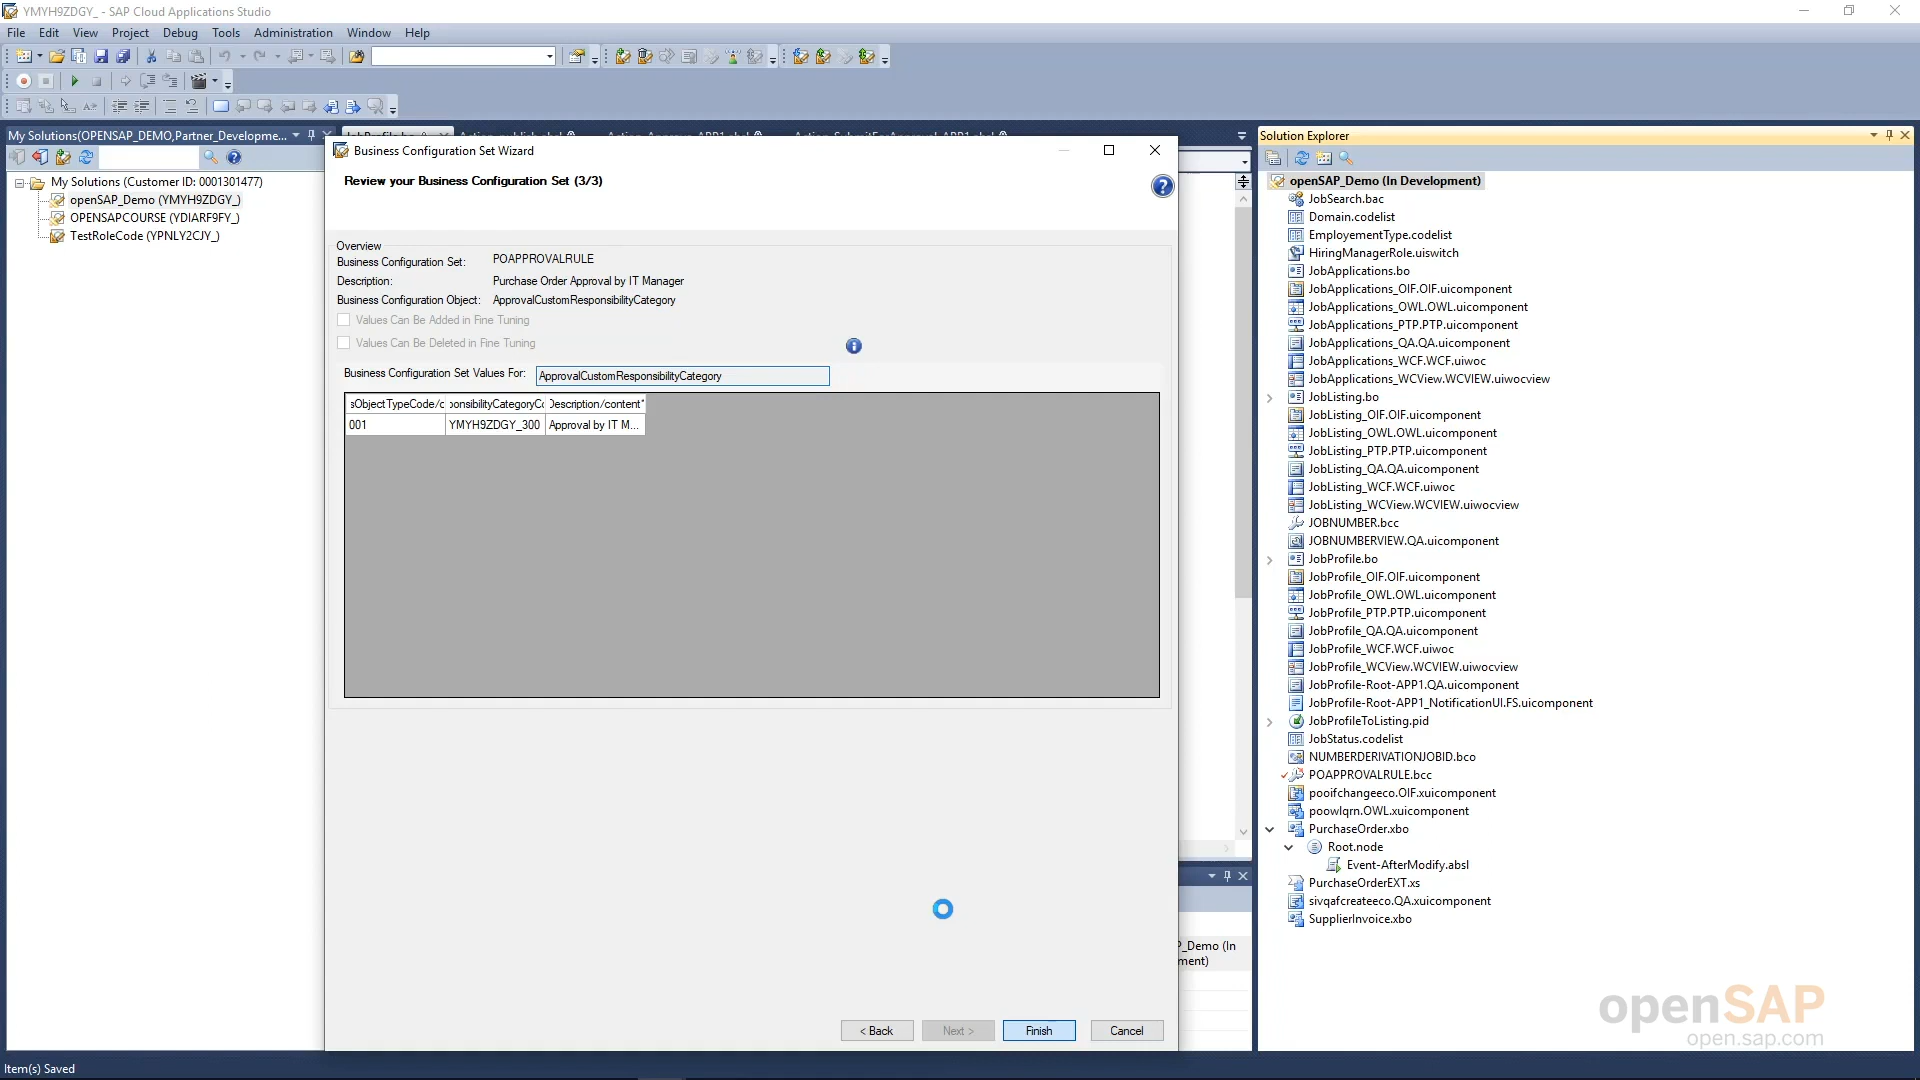 YMYH9ZDGY_ - SAP Cloud Applications Studio
File Edit View Project Debug Tools Administration Window Help
My Solutions(OPENSAP_DEMO,Partner_Developme...
My Solutions (Customer ID: 0001301477)
openSAP_Demo (YMYH9ZDGY_)
OPENSAPCOURSE (YDIARF9FY_)
TestRoleCode (YPNLY2CJY_)
Business Configuration Set Wizard
Review your Business Configuration Set (3/3)
Overview
Business Configuration Set: POAPPROVALRULE
Description: Purchase Order Approval by IT Manager
Business Configuration Object: ApprovalCustomResponsibilityCategory
Values Can Be Added in Fine Tuning
Values Can Be Deleted in Fine Tuning
Business Configuration Set Values For: ApprovalCustomResponsibilityCategory
sObjectTypeCode/c onsibilityCategoryCo Description/content*
001 YMYH9ZDGY_300 Approval by IT M...
< Back Next > Finish Cancel
P_Demo (In
ment)
Solution Explorer
openSAP_Demo (In Development)
JobSearch.bac
Domain.codelist
EmployementType.codelist
HiringManagerRole.uiswitch
JobApplications.bo
JobApplications_OIF.OIF.uicomponent
JobApplications_OWL.OWL.uicomponent
JobApplications_PTP.PTP.uicomponent
JobApplications_QA.QA.uicomponent
JobApplications_WCF.WCF.uiwoc
JobApplications_WCView.WCVIEW.uiwocview
JobListing.bo
JobListing_OIF.OIF.uicomponent
JobListing_OWL.OWL.uicomponent
JobListing_PTP.PTP.uicomponent
JobListing_QA.QA.uicomponent
JobListing_WCF.WCF.uiwoc
JobListing_WCView.WCVIEW.uiwocview
JOBNUMBER.bcc
JOBNUMBERVIEW.QA.uicomponent
JobProfile.bo
JobProfile_OIF.OIF.uicomponent
JobProfile_OWL.OWL.uicomponent
JobProfile_PTP.PTP.uicomponent
JobProfile_QA.QA.uicomponent
JobProfile_WCF.WCF.uiwoc
JobProfile_WCView.WCVIEW.uiwocview
JobProfile-Root-APP1.QA.uicomponent
JobProfile-Root-APP1_NotificationUI.FS.uicomponent
JobProfileToListing.pid
JobStatus.codelist
NUMBERDERIVATIONJOBID.bco
POAPPROVALRULE.bcc
pooifchangeeco.OIF.xuicomponent
poowlqrn.OWL.xuicomponent
PurchaseOrder.xbo
Root.node
Event-AfterModify.absl
PurchaseOrderEXT.xs
sivqafcreateeco.QA.xuicomponent
SupplierInvoice.xbo
openSAP
open.sap.com
Item(s) Saved